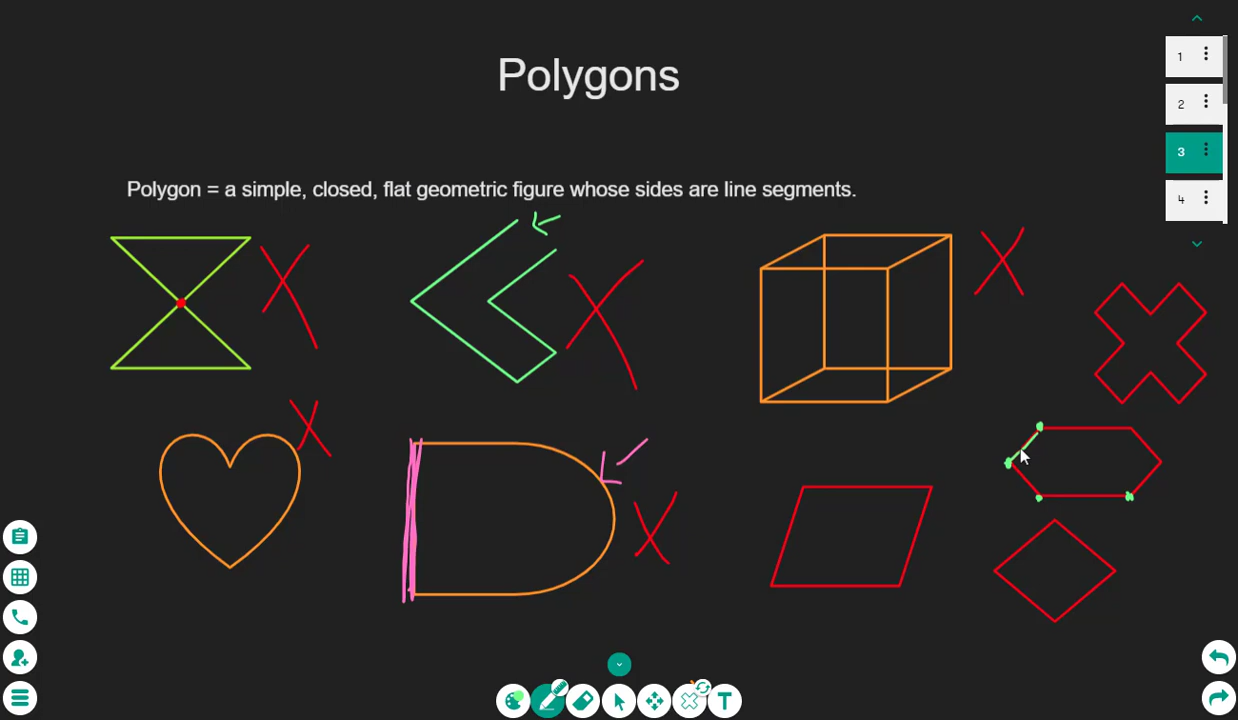 Polygons
Polygon = a simple, closed, flat geometric figure whose sides are line segments.
1
2
3
4
T